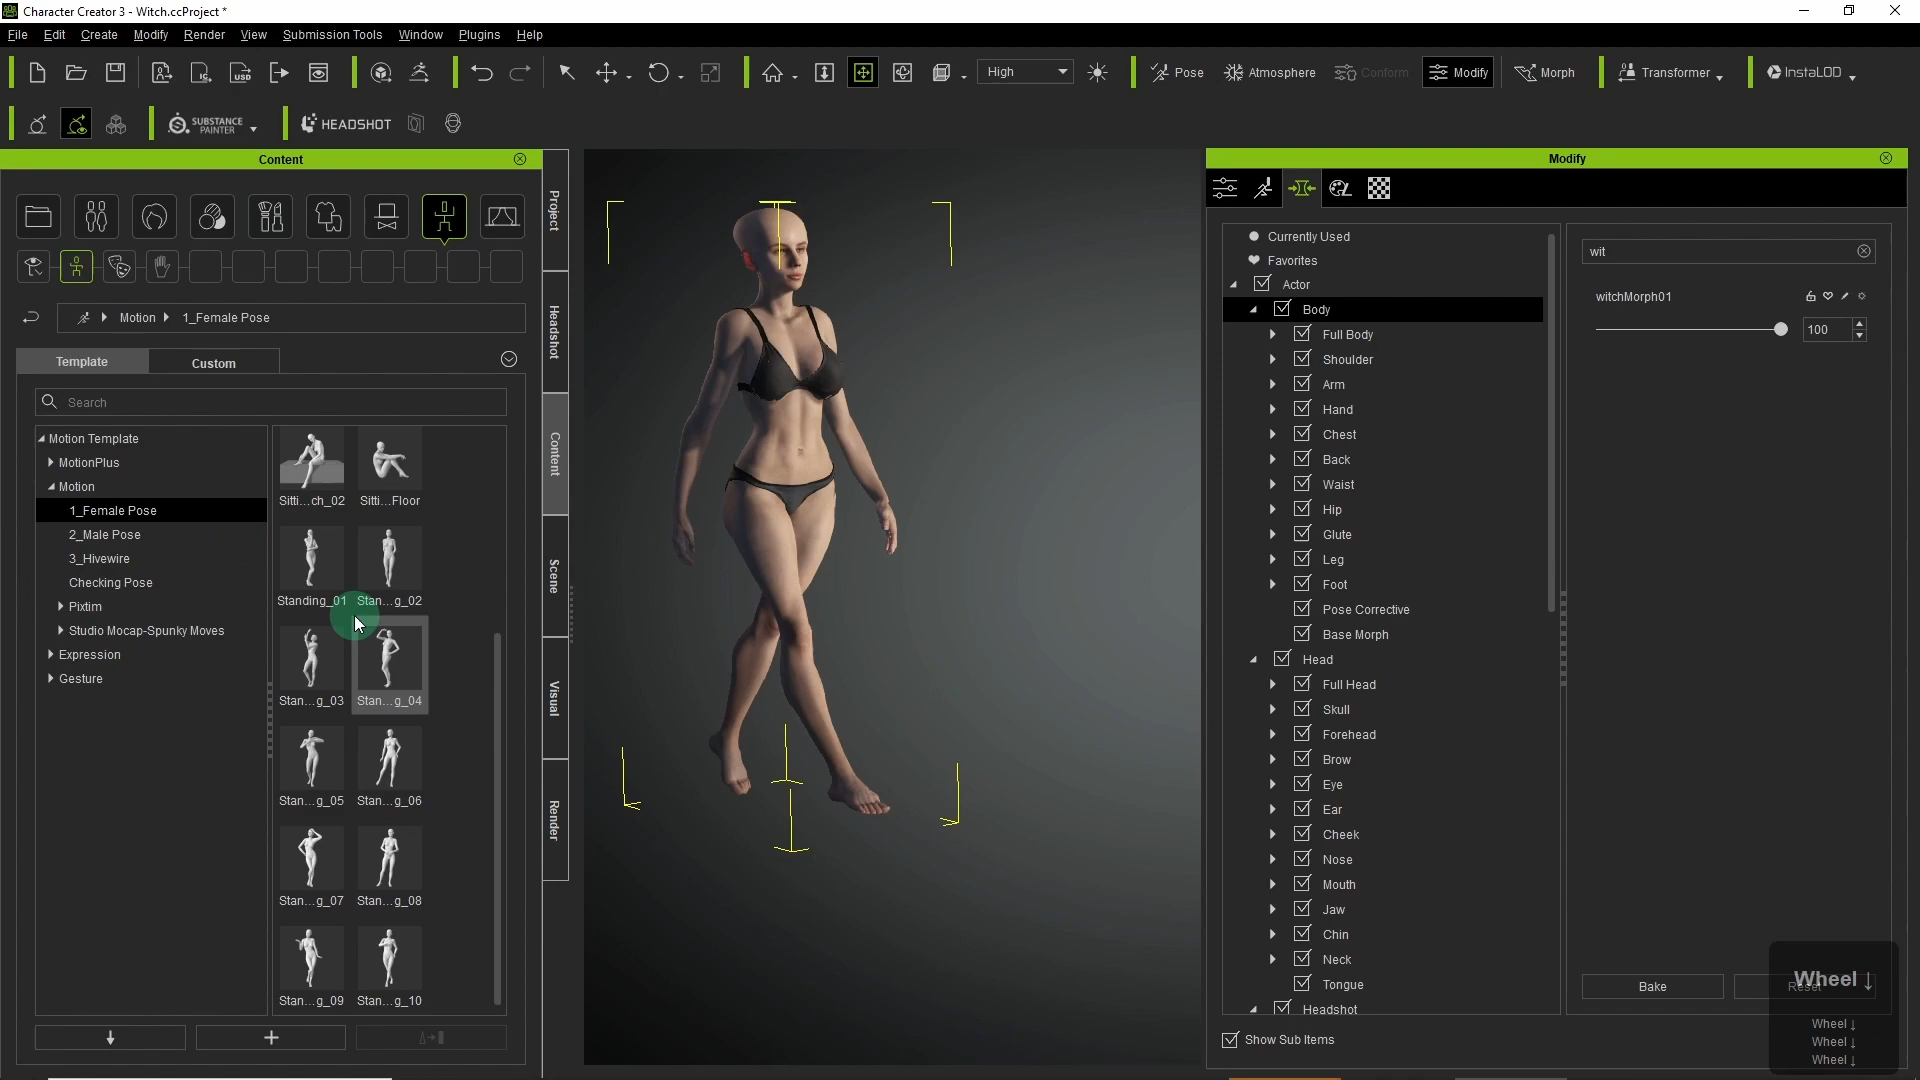 Character Creator 3 - Witch.ccProject *
File Edit Create Modify Render View Submission Tools Window Plugins Help
High Pose Atmosphere Conform Modify Morph Transformer InstaLOD
SUBSTANCE PAINTER HEADSHOT
Content
Motion 1_Female Pose
Template Custom
Search
Motion Template
MotionPlus
Motion
1_Female Pose
2_Male Pose
3_Hivewire
Checking Pose
Pixtim
Studio Mocap-Spunky Moves
Expression
Gesture
Sitti...ch_02 Sitti...Floor
Standing_01 Stan...g_02
Stan...g_03 Stan...g_04
Stan...g_05 Stan...g_06
Stan...g_07 Stan...g_08
Stan...g_09 Stan...g_10
Project
Headshot
Content
Scene
Visual
Render
Modify
Currently Used
Favorites
Actor
Body
Full Body
Shoulder
Arm
Hand
Chest
Back
Waist
Hip
Glute
Leg
Foot
Pose Corrective
Base Morph
Head
Full Head
Skull
Forehead
Brow
Eye
Ear
Cheek
Nose
Mouth
Jaw
Chin
Neck
Tongue
Headshot
Show Sub Items
wit
witchMorph01
100
Bake Reset
Wheel ↓
Wheel ↓
Wheel ↓
Wheel ↓